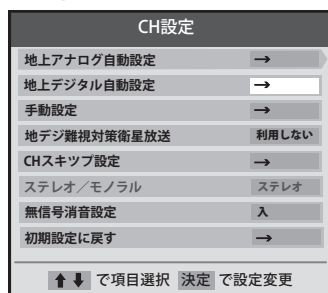 CH設定
地上アナログ自動設定 →
地上デジタル自動設定 →
手動設定 →
地デジ難視対策衛星放送 利用しない
CHスキツプ設定 →
ステレオ／モノラル ステレオ
無信号消音設定 入
初期設定に戻す →
↑↓ で項目選択 決定 で設定変更